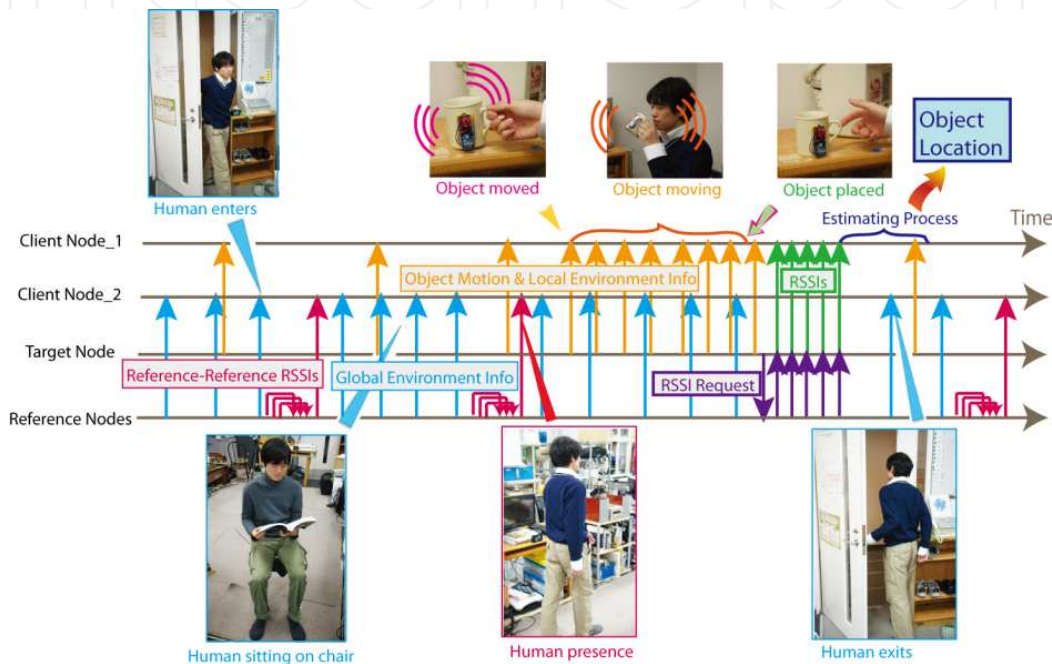 Human enters
Object moved
Object moving
Object placed
Object
Location
Estimating Process
Time
Client Node_1
Object Motion & Local Environment Info
RSSIs
Client Node_2
Target Node
Reference-Reference RSSIs
Global Environment Info
RSSI Request
Reference Nodes
Human sitting on chair
Human presence
Human exits